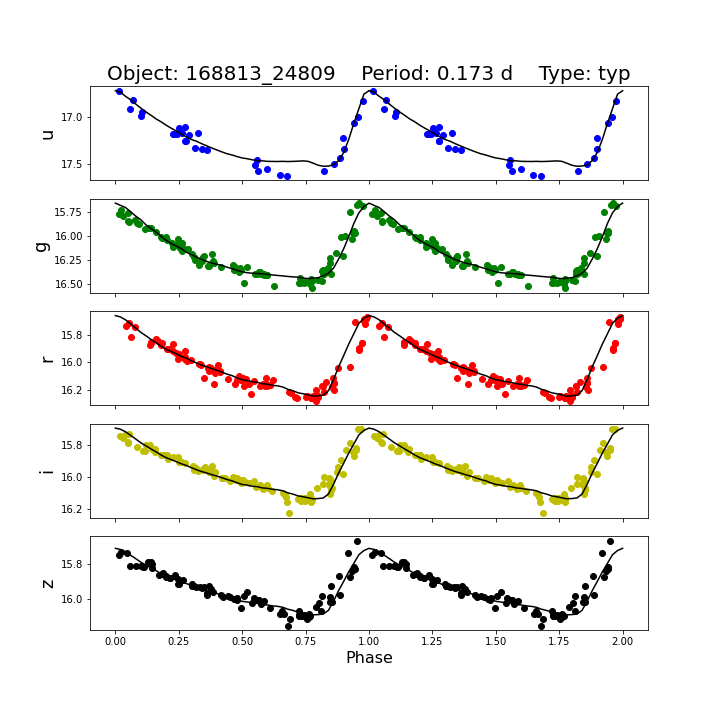 Object: 168813_24809    Period: 0.173 d    Type: typ
u
17.0
17.5
g
15.75
16.00
16.25
16.50
r
15.8
16.0
16.2
i
15.8
16.0
16.2
z
15.8
16.0
0.00 0.25 0.50 0.75 1.00 1.25 1.50 1.75 2.00
Phase